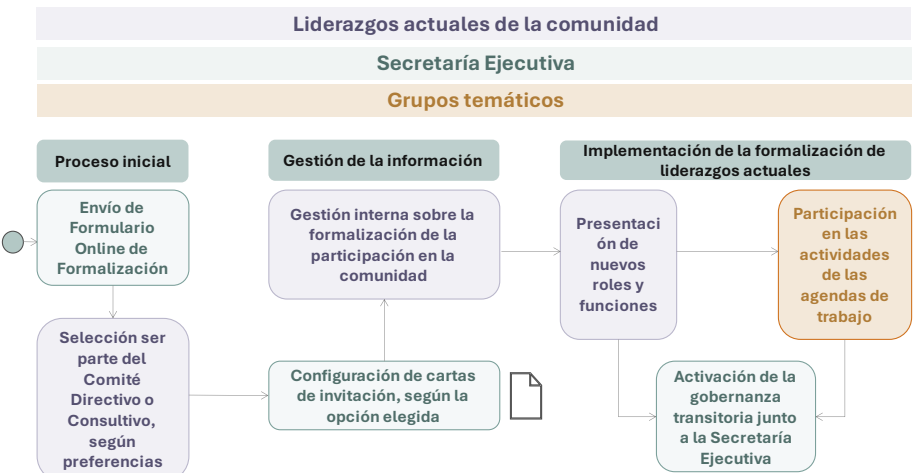 Liderazgos actuales de la comunidad
Secretaría Ejecutiva
Grupos temáticos
Proceso inicial
Gestión de la información
Implementación de la formalización de
liderazgos actuales
Envío de
Formulario
Online de
Formalización
Selección ser
parte del
Comité
Directivo o
Consultivo,
según
preferencias
Gestión interna sobre la
formalización de la
participación en la
comunidad
Configuración de cartas
de invitación, según la
opción elegida
Presentaci
ón de
nuevos
roles y
funciones
Participación
en las
actividades
de las
agendas de
trabajo
Activación de la
gobernanza
transitoria junto
a la Secretaría
Ejecutiva